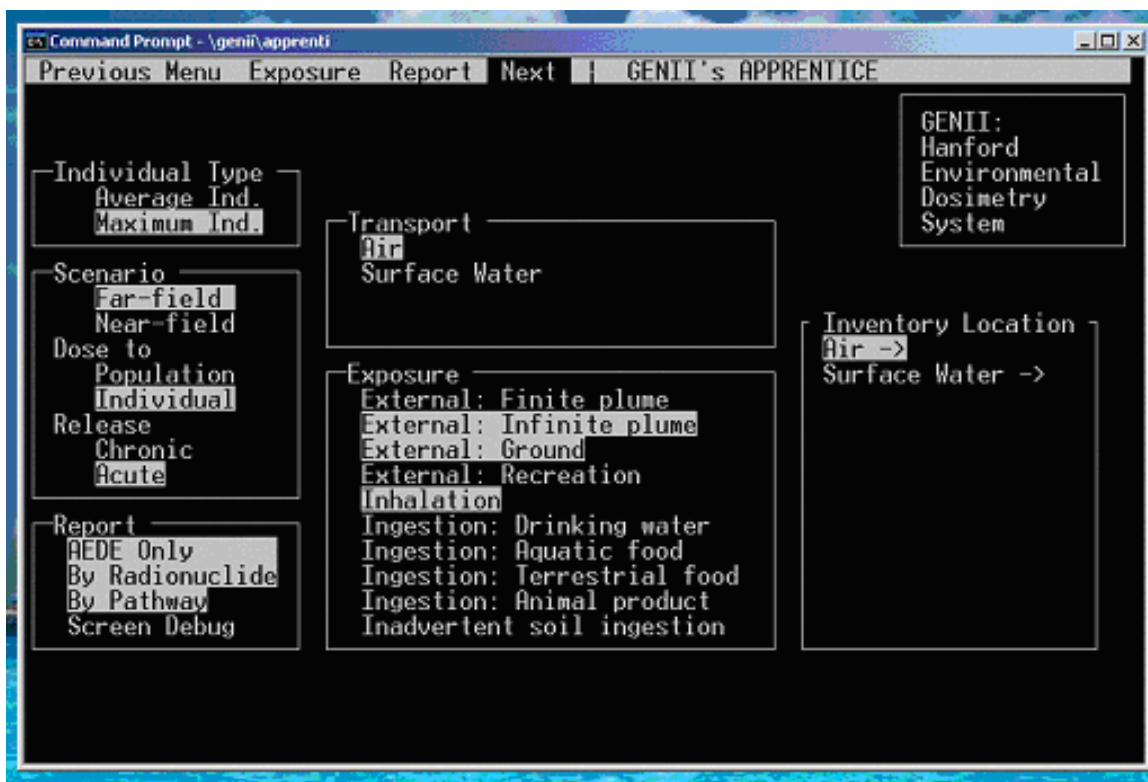 Command Prompt - \genii\apprenti
Previous Menu Exposure Report Next | GENII's APPRENTICE
GENII:
Hanford
Environmental
Dosimetry
System
Individual Type
Average Ind.
Maximum Ind.
Scenario
Far-field
Near-field
Dose to
Population
Individual
Release
Chronic
Acute
Report
AEDE Only
By Radionuclide
By Pathway
Screen Debug
Transport
Air
Surface Water
Exposure
External: Finite plume
External: Infinite plume
External: Ground
External: Recreation
Inhalation
Ingestion: Drinking water
Ingestion: Aquatic food
Ingestion: Terrestrial food
Ingestion: Animal product
Inadvertent soil ingestion
Inventory Location
Air ->
Surface Water ->